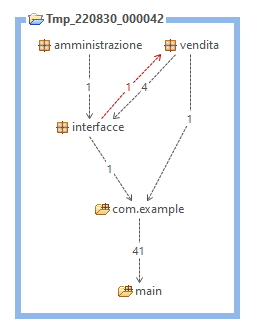 Tmp_220830_000042
amministrazione
vendita
1
1
4
interfacce
1
1
com.example
41
main